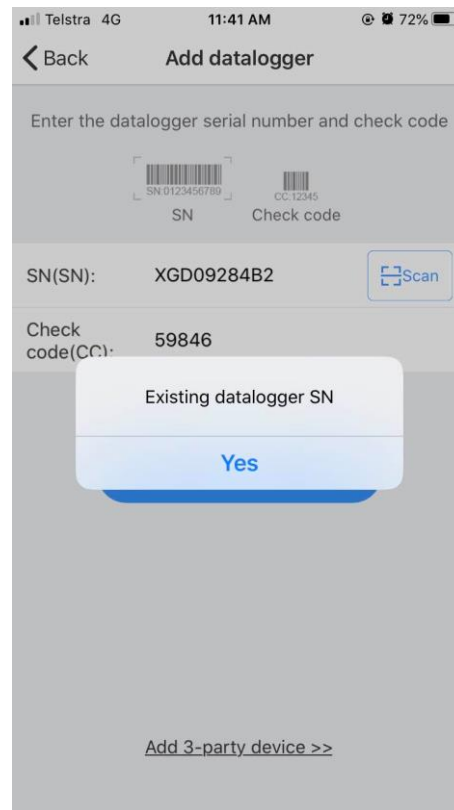 Telstra 4G 11:41 AM 72%
Back Add datalogger
Enter the datalogger serial number and check code
SN:0123456789 CC:12345
SN Check code
SN(SN): XGD09284B2 Scan
Check
code(CC): 59846
Existing datalogger SN
Yes
Add 3-party device >>